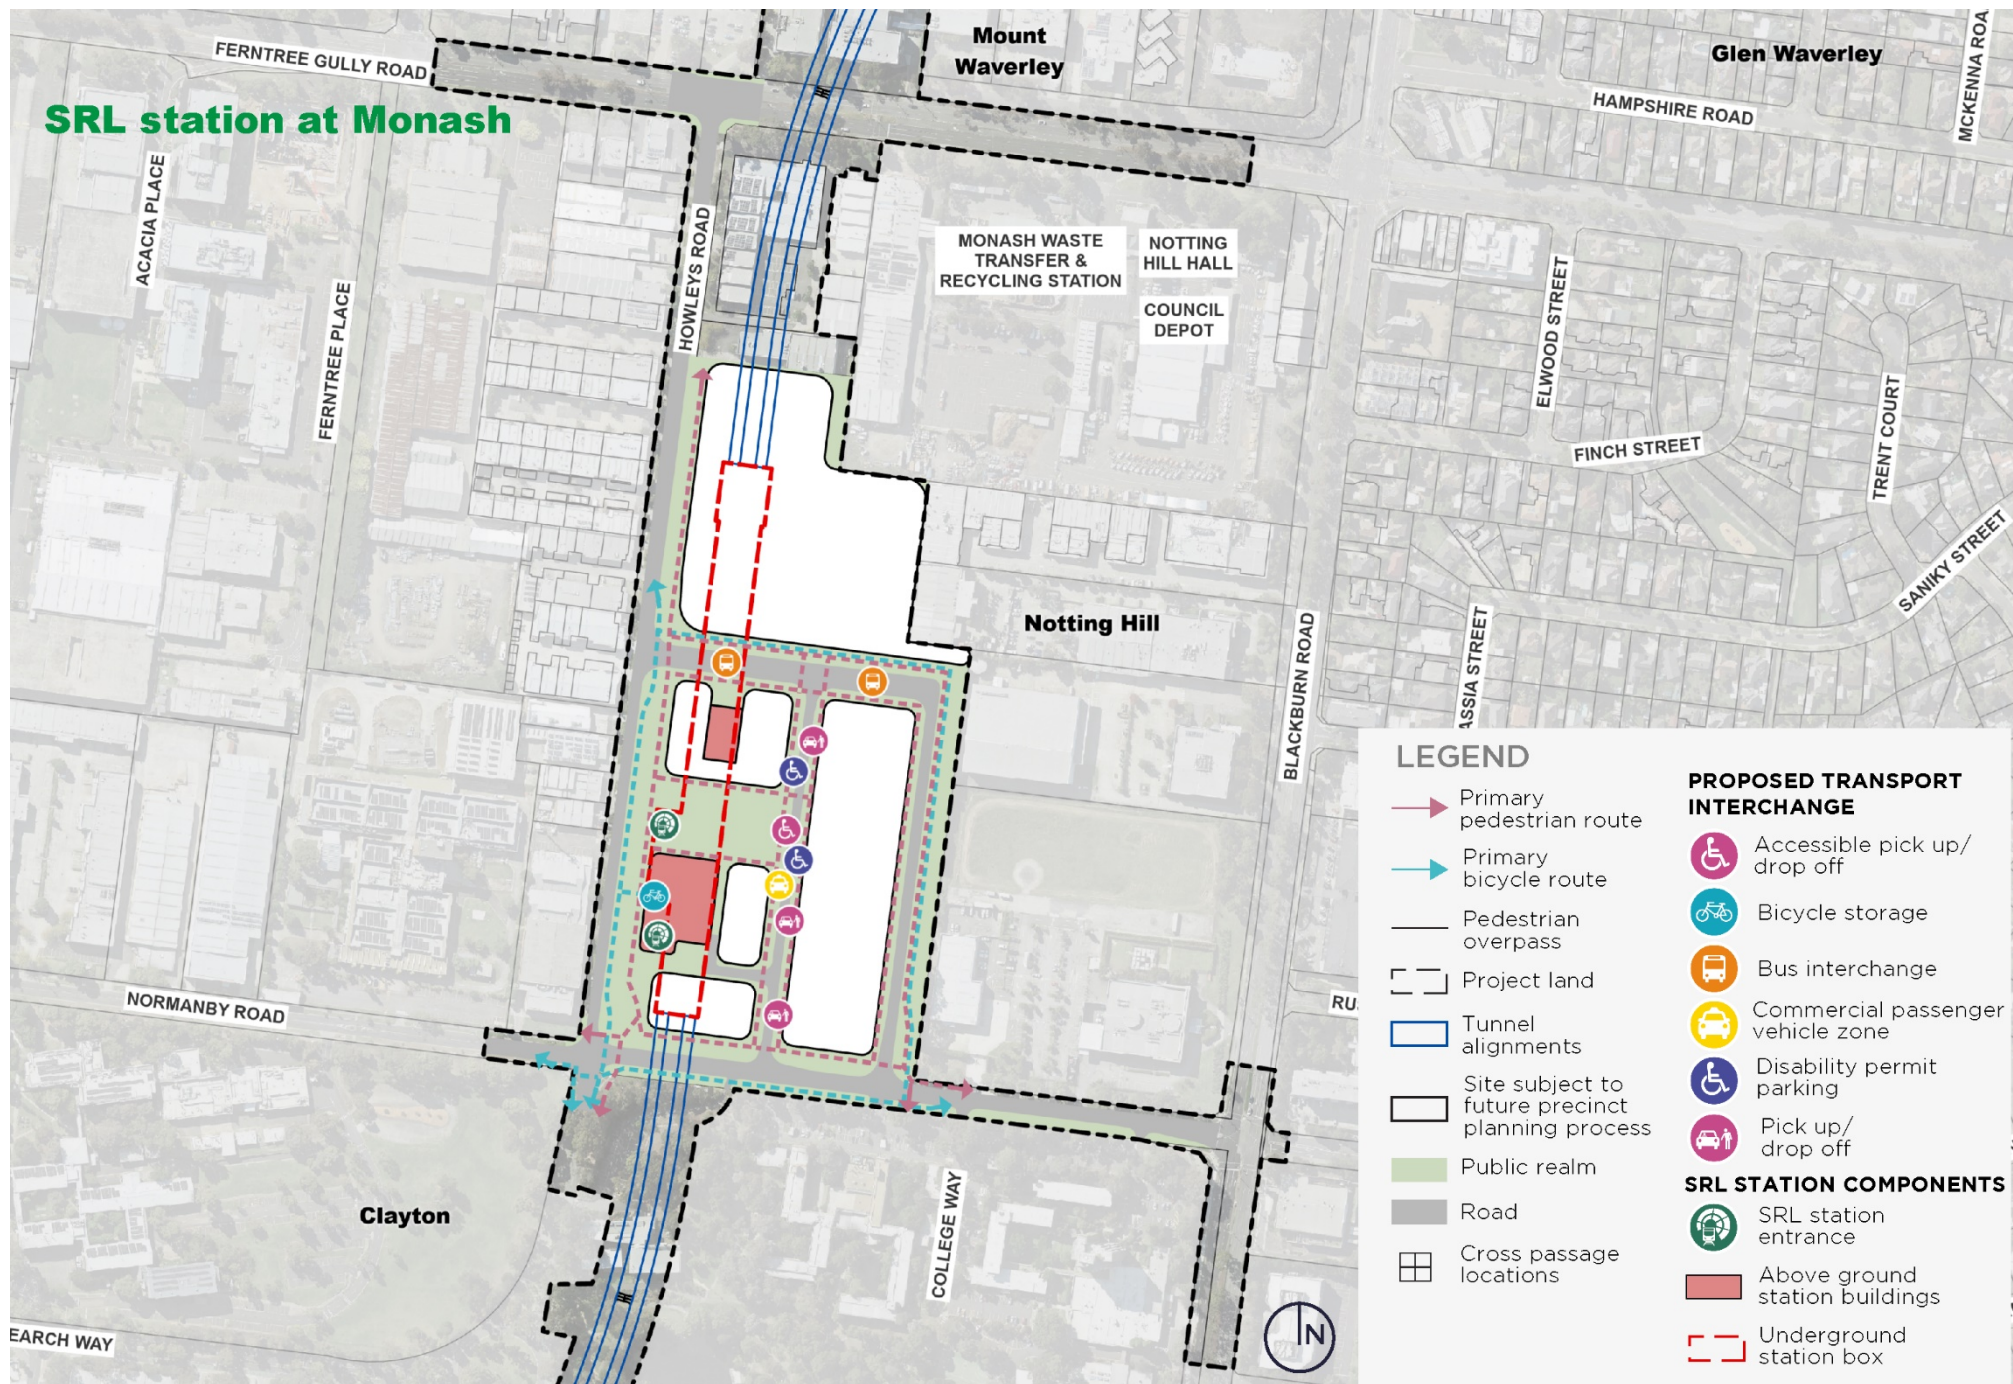 SRL station at Monash
FERNTREE GULLY ROAD
Mount
Waverley
Glen Waverley
HAMPSHIRE ROAD
MCKENNA ROA
ACACIA PLACE
FERNTREE PLACE
HOWLEYS ROAD
MONASH WASTE
TRANSFER &
RECYCLING STATION
NOTTING
HILL HALL
COUNCIL
DEPOT
ELWOOD STREET
FINCH STREET
TRENT COURT
SANIKY STREET
Notting Hill
BLACKBURN ROAD
ASSIA STREET
NORMANBY ROAD
RU
Clayton
COLLEGE WAY
EARCH WAY
N
LEGEND
Primary
pedestrian route
Primary
bicycle route
Pedestrian
overpass
Project land
Tunnel
alignments
Site subject to
future precinct
planning process
Public realm
Road
Cross passage
locations
PROPOSED TRANSPORT
INTERCHANGE
Accessible pick up/
drop off
Bicycle storage
Bus interchange
Commercial passenger
vehicle zone
Disability permit
parking
Pick up/
drop off
SRL STATION COMPONENTS
SRL station
entrance
Above ground
station buildings
Underground
station box